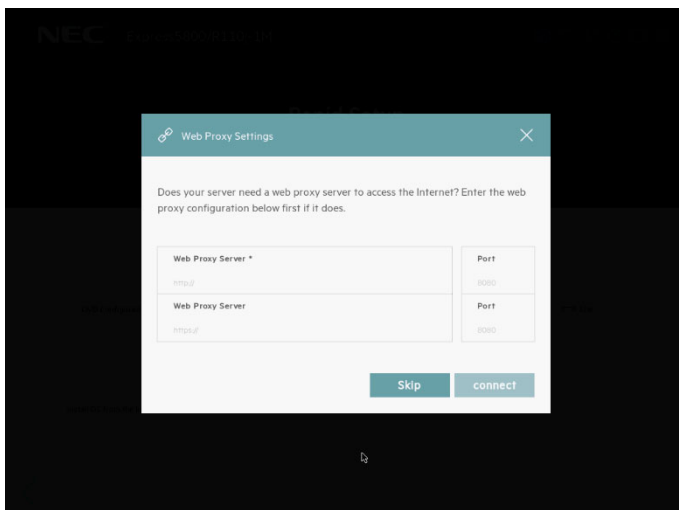 NEC
Web Proxy Settings
Does your server need a web proxy server to access the Internet? Enter the web
proxy configuration below first if it does.
Web Proxy Server * Port
http:// 8080
Web Proxy Server Port
https:// 8080
Skip connect